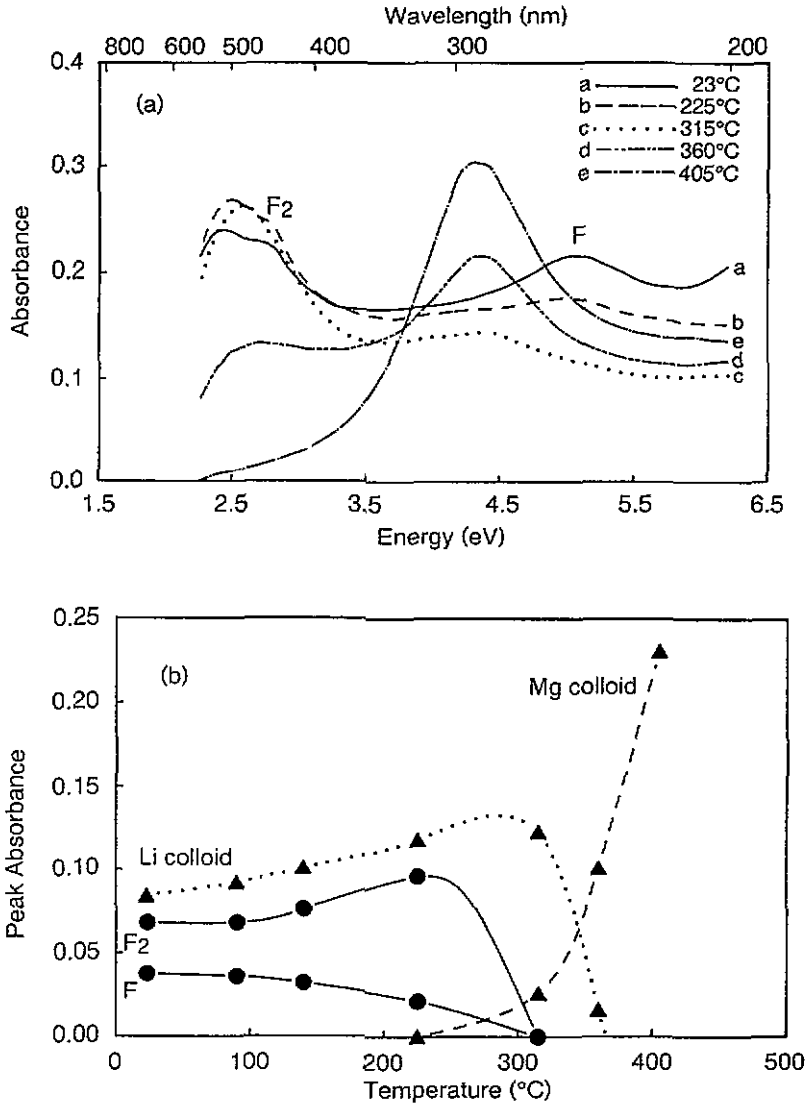 Wavelength (nm)
800 600 500 400 300 200
0.4
(a)
a 23°C
b 225°C
c 315°C
d 360°C
e 405°C
0.3
F2
F
Absorbance
0.2
a
b
e
d
c
0.1
0.0
1.5 2.5 3.5 4.5 5.5 6.5
Energy (eV)
0.25
(b)
Mg colloid
0.20
0.15
Peak Absorbance
Li colloid
0.10
F2
0.05
F
0.00
0 100 200 300 400 500
Temperature (°C)